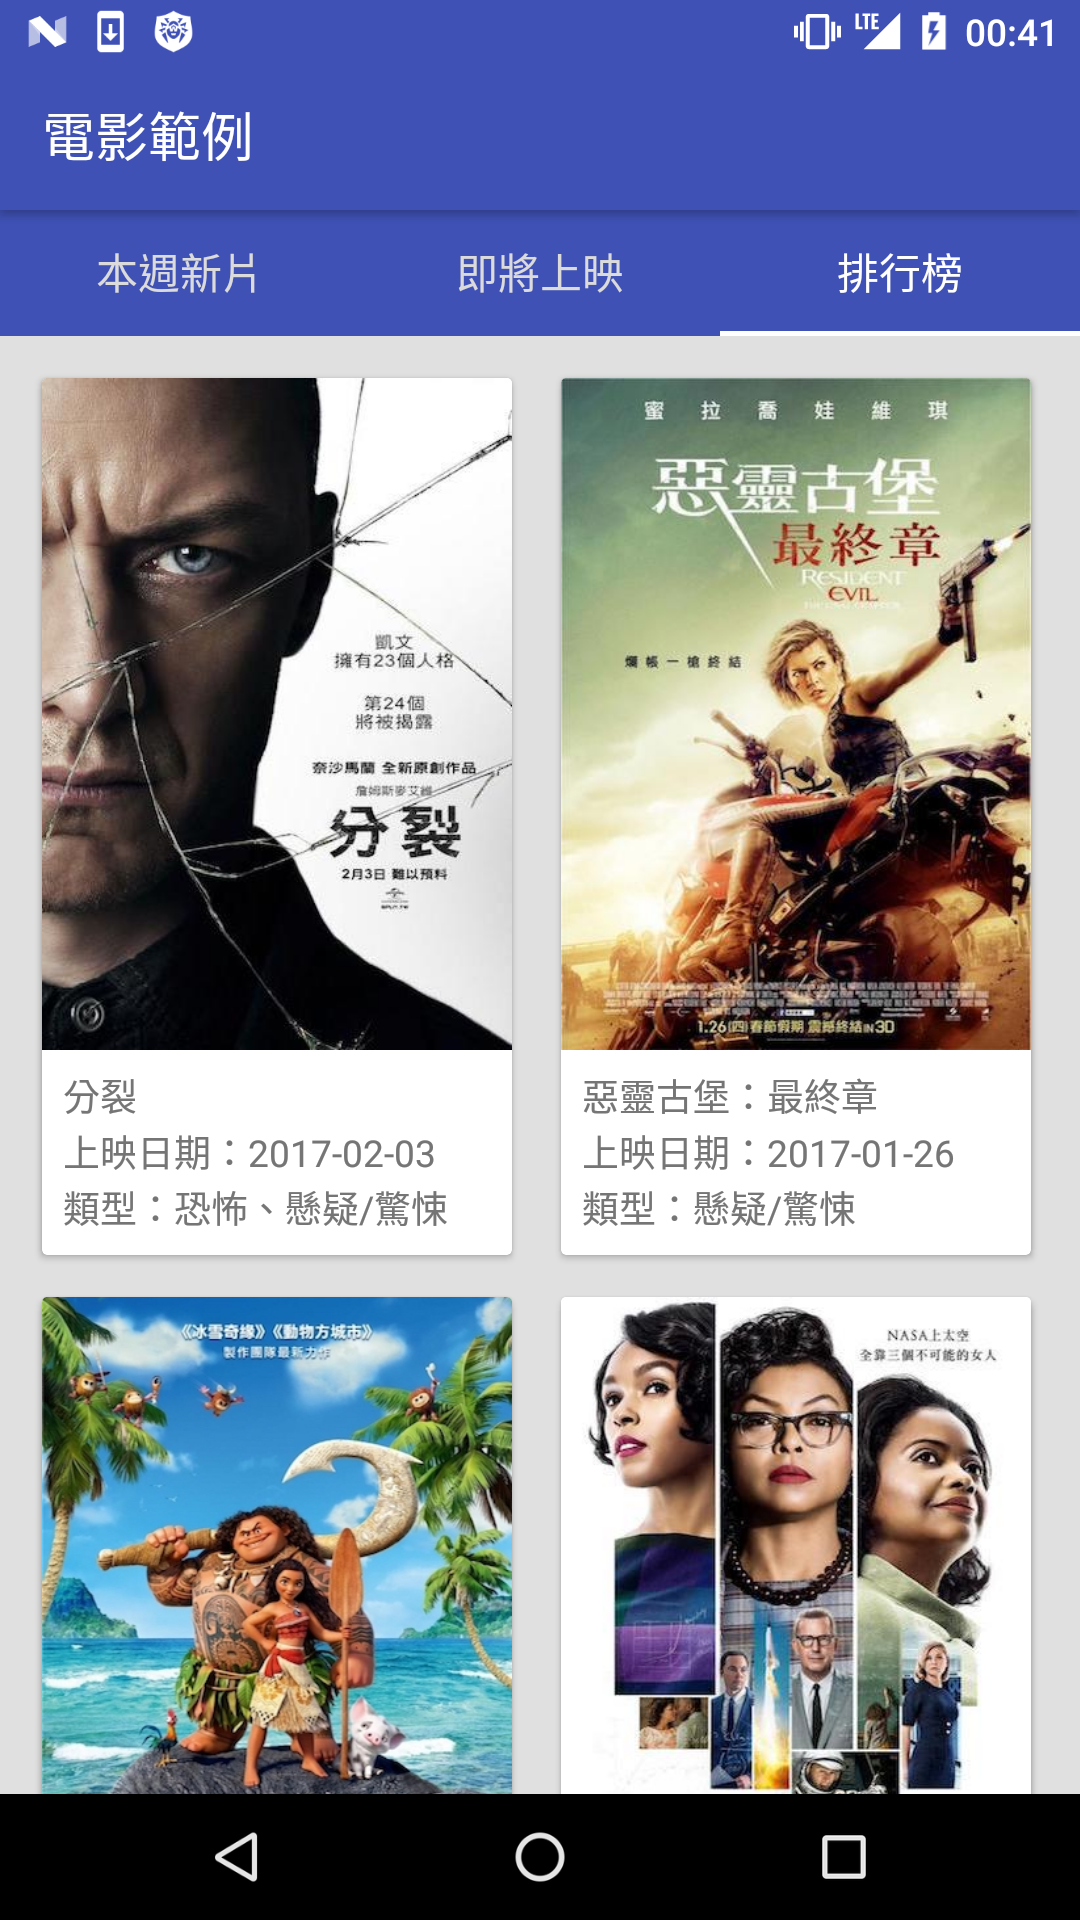 LTE 00:41
電影範例
本週新片
即將上映
排行榜
凱文
擁有23個人格
第24個
將被揭露
奈沙馬蘭 全新原創作品
詹姆斯麥艾維
分裂
2月3日 難以預料
分裂
上映日期：2017-02-03
類型：恐怖、懸疑/驚悚
蜜拉喬娃維琪
惡靈古堡
最終章
RESIDENT
EVIL
爛帳一槍終結
1.26(四)春節假期 震撼終結IN3D
惡靈古堡：最終章
上映日期：2017-01-26
類型：懸疑/驚悚
《冰雪奇緣》《動物方城市》
製作團隊最新力作
NASA上太空
全靠三個不可能的女人